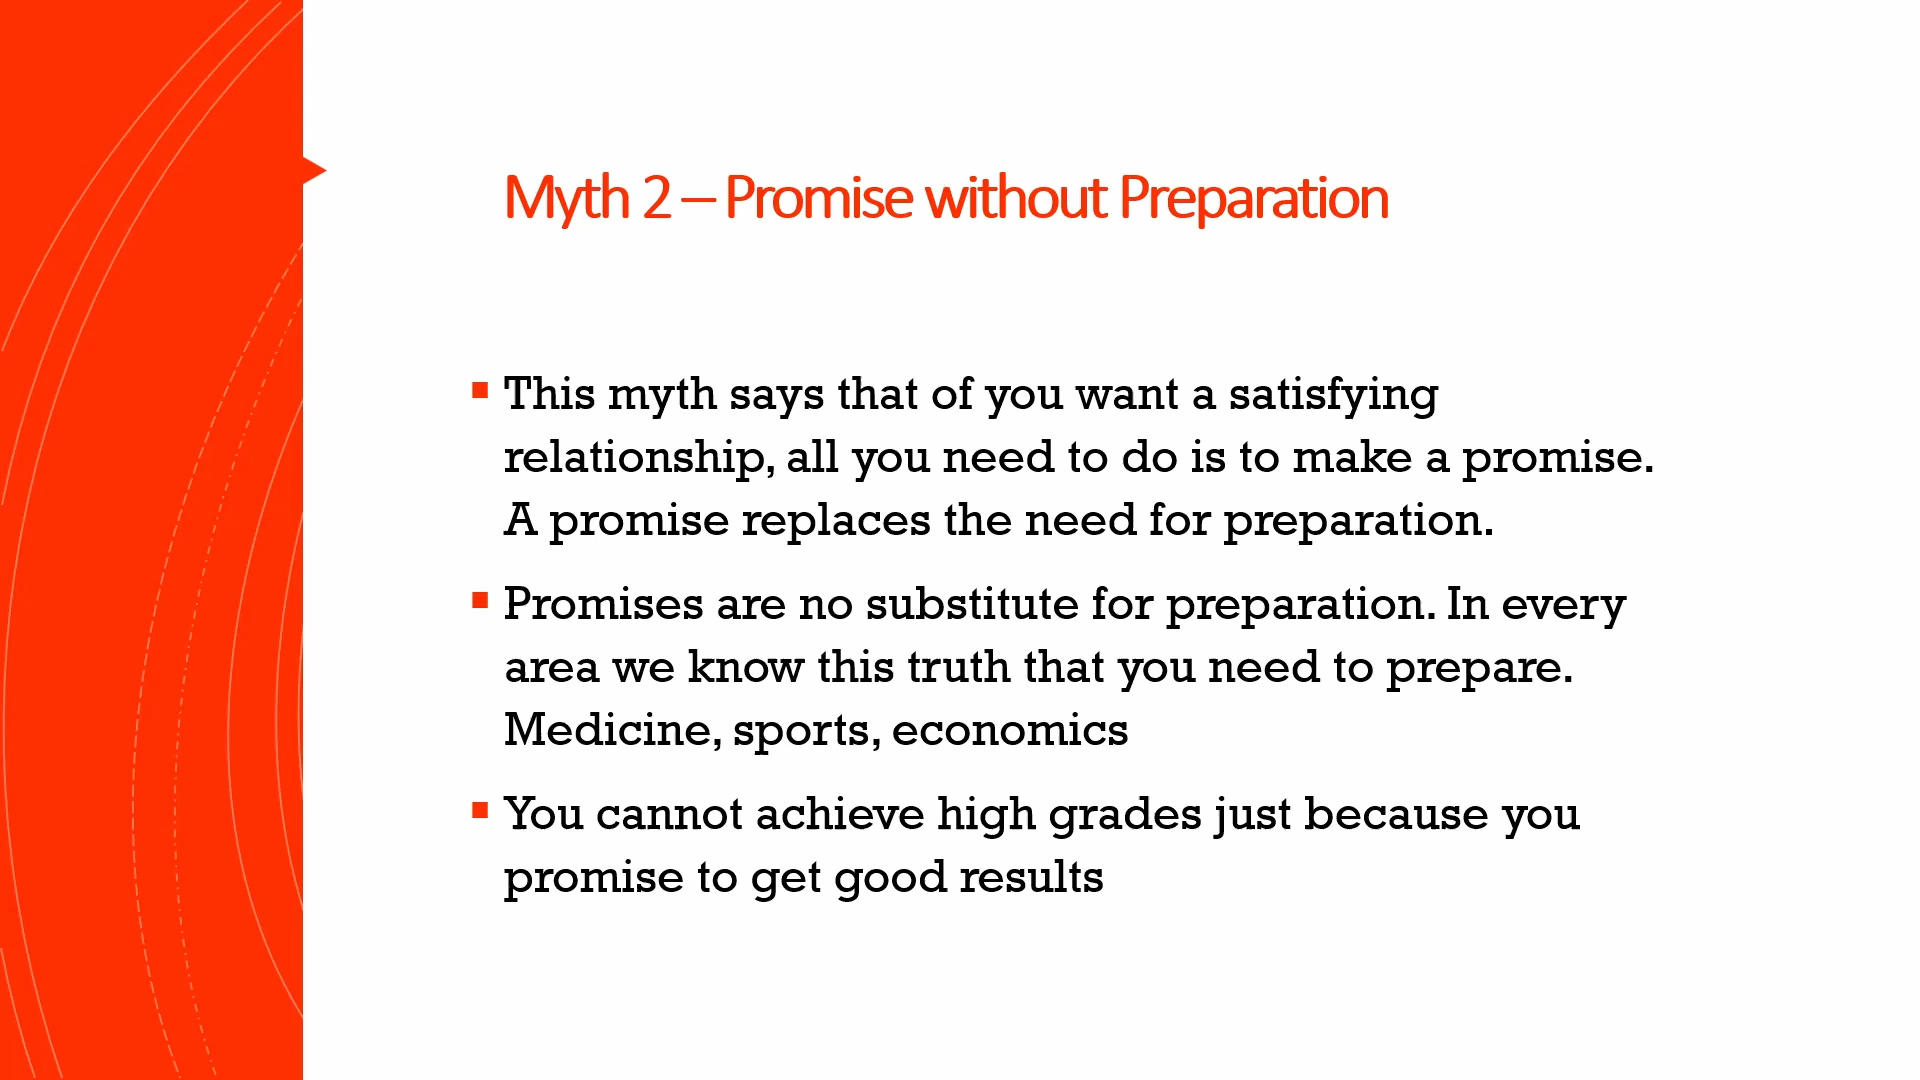 Myth 2 – Promise without Preparation
This myth says that of you want a satisfying
relationship, all you need to do is to make a promise.
A promise replaces the need for preparation.
Promises are no substitute for preparation. In every
area we know this truth that you need to prepare.
Medicine, sports, economics
You cannot achieve high grades just because you
promise to get good results